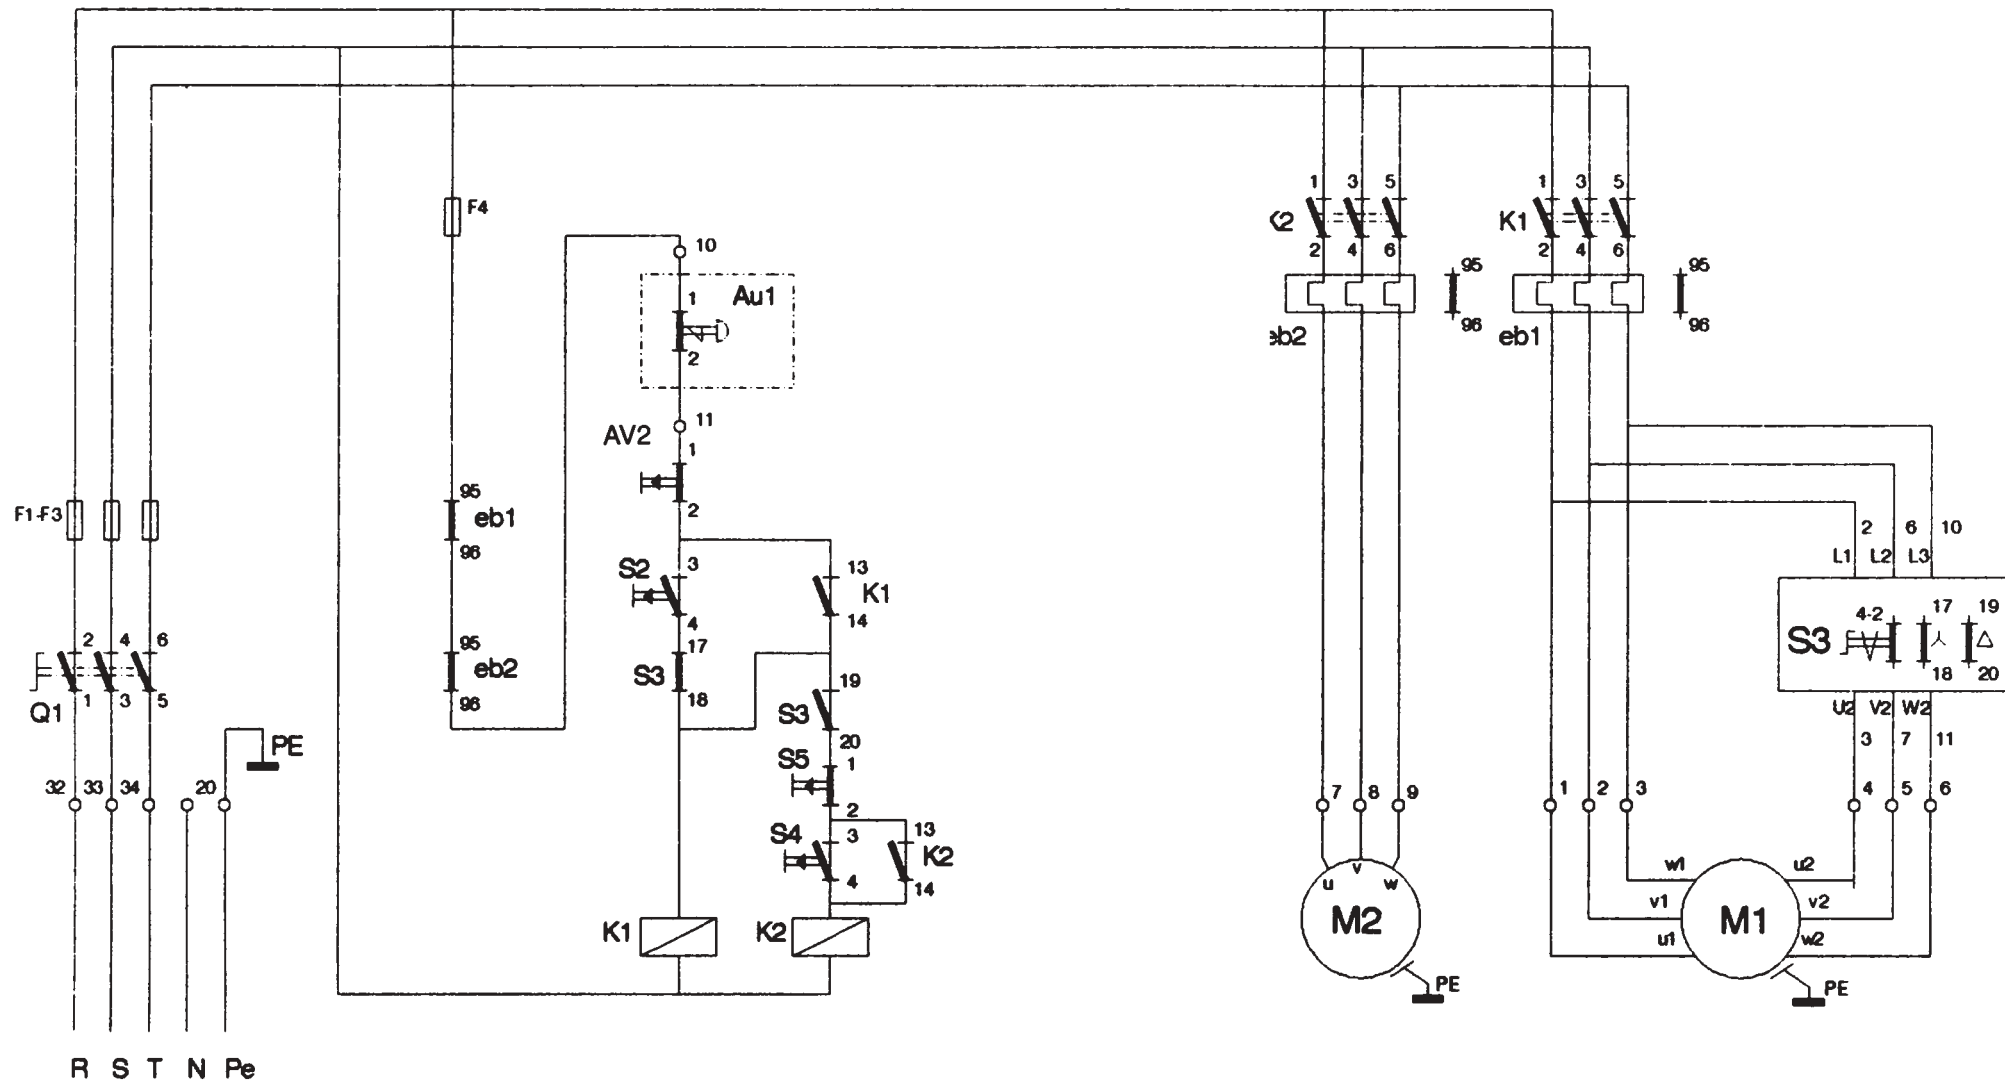 F4
10
1
Au1
2
11
AV2
1
2
F1-F3
95
eb1
96
95
eb2
96
S2
3
4
13
K1
14
17
S3
18
19
S3
20
S5
1
2
S4
3
4
13
K2
14
K1
K2
2
4
6
Q1
1
3
5
PE
32
33
34
20
R
S
T
N
Pe
1
3
5
K2
2
4
6
95
96
eb2
1
3
5
K1
2
4
6
95
96
eb1
2
6
10
L1
L2
L3
S3
4-2
17
18
19
20
U2
V2
W2
3
7
11
7
8
9
1
2
3
4
5
6
u
v
w
M2
PE
w1
v1
u1
M1
u2
v2
w2
PE